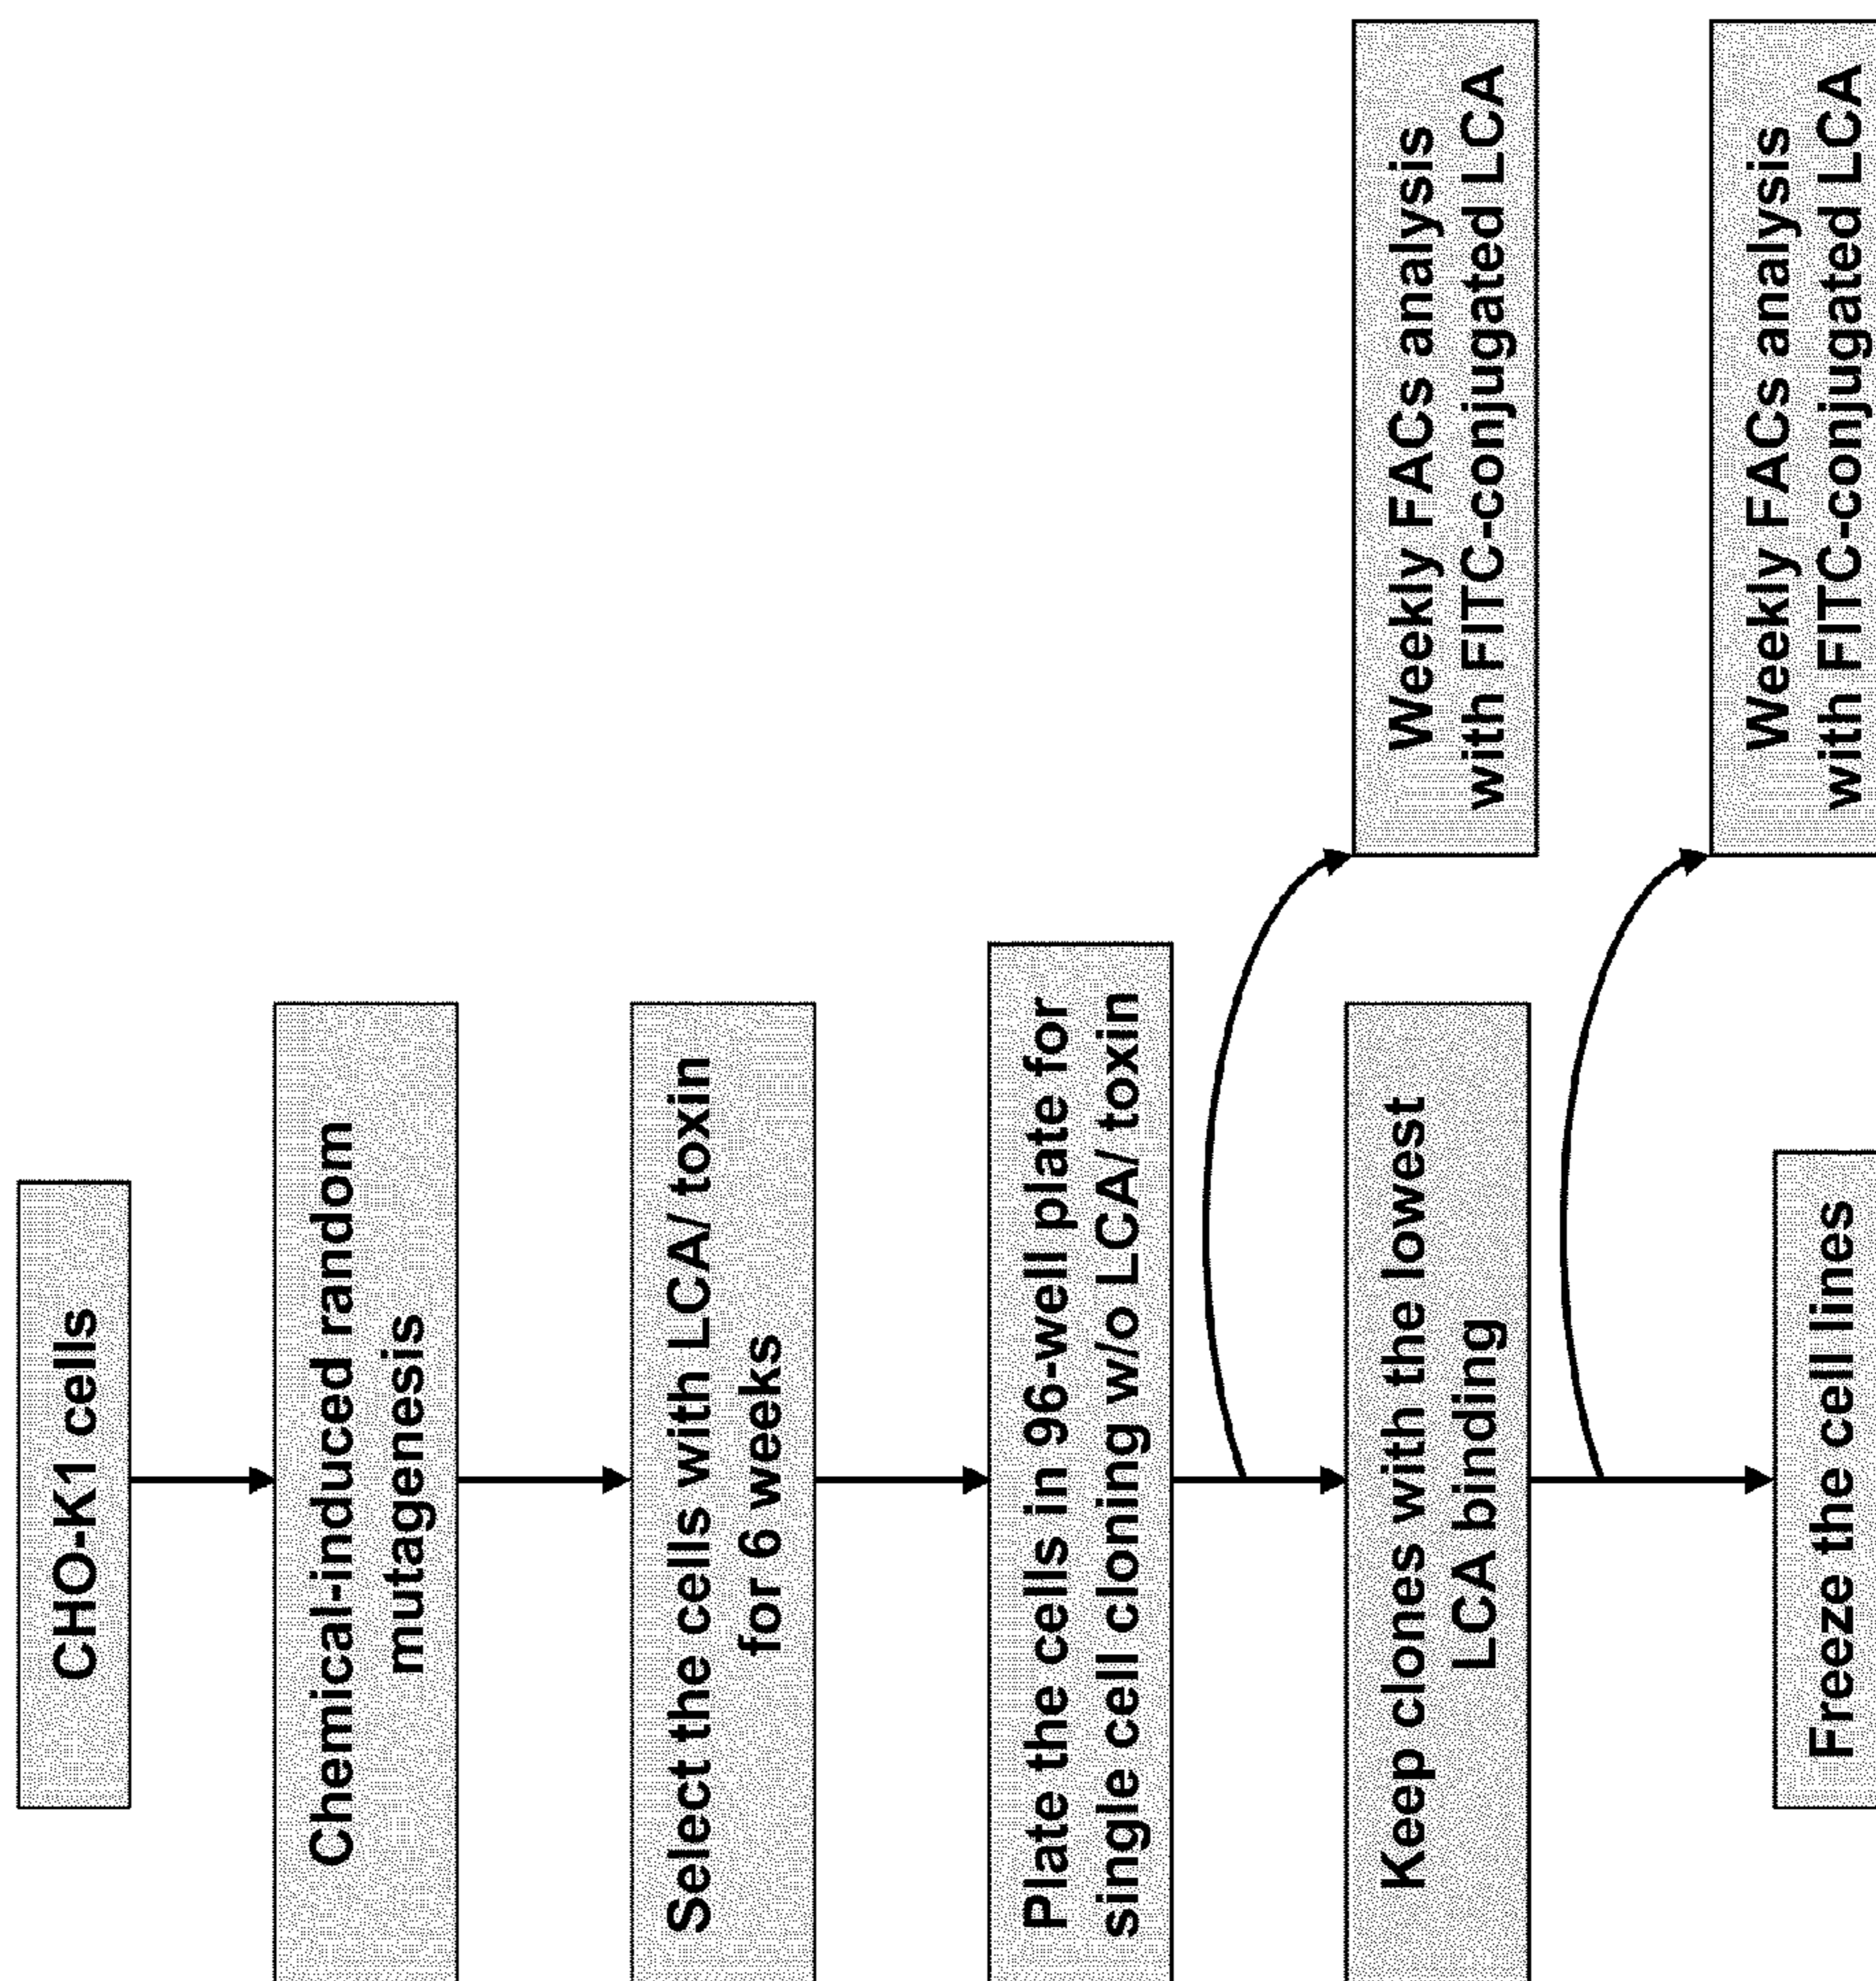 CHO-K1 cells
Chemical-induced random
mutagenesis
Select the cells with LCA/ toxin
for 6 weeks
Plate the cells in 96-well plate for
single cell cloning w/o LCA/ toxin
Weekly FACs analysis
with FITC-conjugated LCA
Keep clones with the lowest
LCA binding
Weekly FACs analysis
with FITC-conjugated LCA
Freeze the cell lines